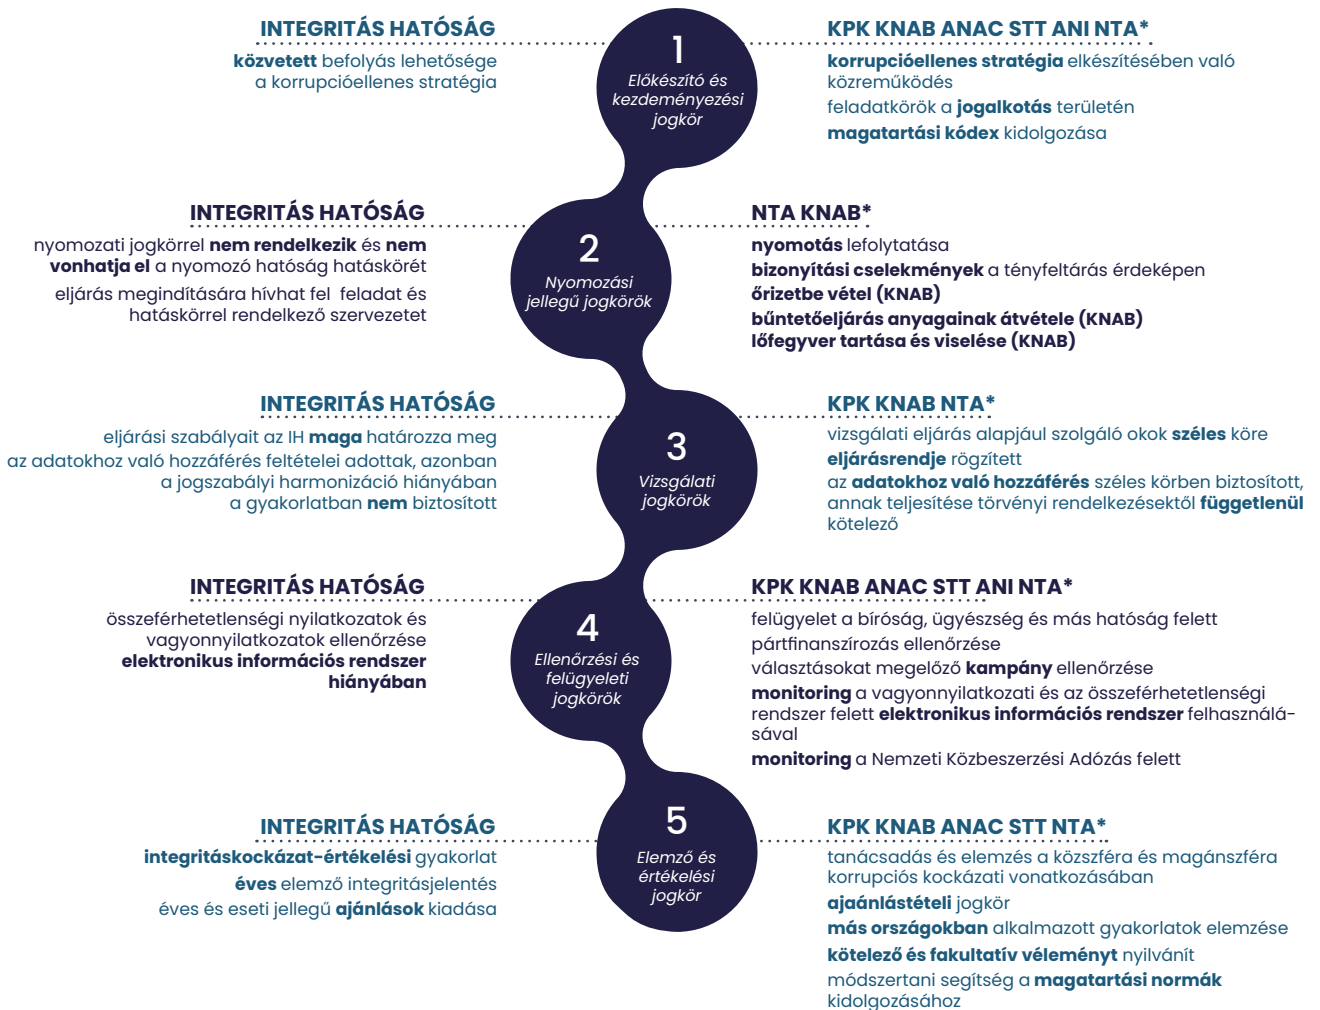 INTEGRITÁS HATÓSÁG
közvetett befolyás lehetősége
a korrupcióellenes stratégia
1
Előkészítő és
kezdeményezési
jogkör
KPK KNAB ANAC STT ANI NTA*
korrupcióellenes stratégia elkészítésében való
közreműködés
feladatkörök a jogalkotás területén
magatartási kódex kidolgozása
INTEGRITÁS HATÓSÁG
nyomozati jogkörrel nem rendelkezik és nem
vonhatja el a nyomozó hatóság hatáskörét
eljárás megindítására hívhat fel feladat és
hatáskörrel rendelkező szervezetet
2
Nyomozási
jellegű jogkörök
NTA KNAB*
nyomotás lefolytatása
bizonyítási cselekmények a tényfeltárás érdeképen
őrizetbe vétel (KNAB)
bűntetőeljárás anyagainak átvétele (KNAB)
lőfegyver tartása és viselése (KNAB)
INTEGRITÁS HATÓSÁG
eljárási szabályait az IH maga határozza meg
az adatokhoz való hozzáférés feltételei adottak, azonban
a jogszabályi harmonizáció hiányában
a gyakorlatban nem biztosított
3
Vizsgálati
jogkörök
KPK KNAB NTA*
vizsgálati eljárás alapjául szolgáló okok széles köre
eljárásrendje rögzített
az adatokhoz való hozzáférés széles körben biztosított,
annak teljesítése törvényi rendelkezésektől függetlenül
kötelező
INTEGRITÁS HATÓSÁG
összeférhetetlenségi nyilatkozatok és
vagyonnyilatkozatok ellenőrzése
elektronikus információs rendszer
hiányában
4
Ellenőrzési és
felügyeleti
jogkörök
KPK KNAB ANAC STT ANI NTA*
felügyelet a bíróság, ügyészség és más hatóság felett
pártfinanszírozás ellenőrzése
választásokat megelőző kampány ellenőrzése
monitoring a vagyonnyilatkozati és az összeférhetetlenségi
rendszer felett elektronikus információs rendszer felhasználá-
sával
monitoring a Nemzeti Közbeszerzési Adózás felett
INTEGRITÁS HATÓSÁG
integritáskockázat-értékelési gyakorlat
éves elemző integritásjelentés
éves és eseti jellegű ajánlások kiadása
5
Elemző és
értékelési
jogkör
KPK KNAB ANAC STT NTA*
tanácsadás és elemzés a közszféra és magánszféra
korrupciós kockázati vonatkozásában
ajaánlástételi jogkör
más országokban alkalmazott gyakorlatok elemzése
kötelező és fakultatív véleményt nyilvánít
módszertani segítség a magatartási normák
kidolgozásához